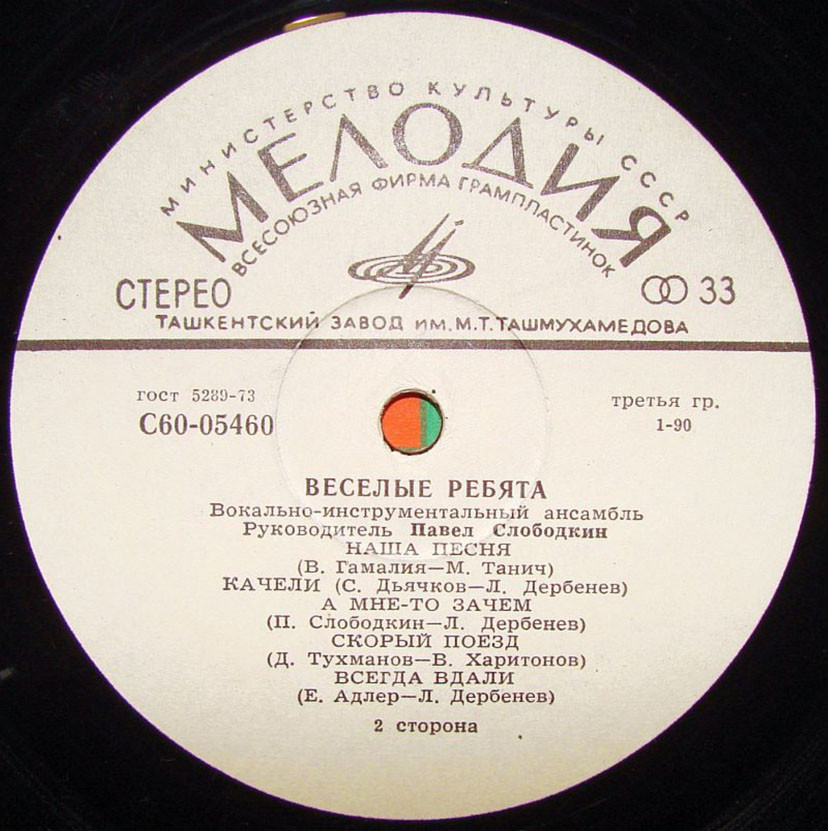 МИНИСТЕРСТВО КУЛЬТУРЫ СССР
МЕЛОДИЯ
ВСЕСОЮЗНАЯ ФИРМА ГРАМПЛАСТИНОК
СТЕРЕО 33
ТАШКЕНТСКИЙ ЗАВОД ИМ. М.Т. ТАШМУХАМЕДОВА
гост 5289-73 третья гр.
С60-05460 1-90
ВЕСЕЛЫЕ РЕБЯТА
Вокально-инструментальный ансамбль
Руководитель Павел Слободкин
НАША ПЕСНЯ
(В. Гамалия—М. Танич)
КАЧЕЛИ (С. Дьячков—Л. Дербенев)
А МНЕ-ТО ЗАЧЕМ
(П. Слободкин—Л. Дербенев)
СКОРЫЙ ПОЕЗД
(Д. Тухманов—В. Харитонов)
ВСЕГДА ВДАЛИ
(Е. Адлер—Л. Дербенев)
2 сторона